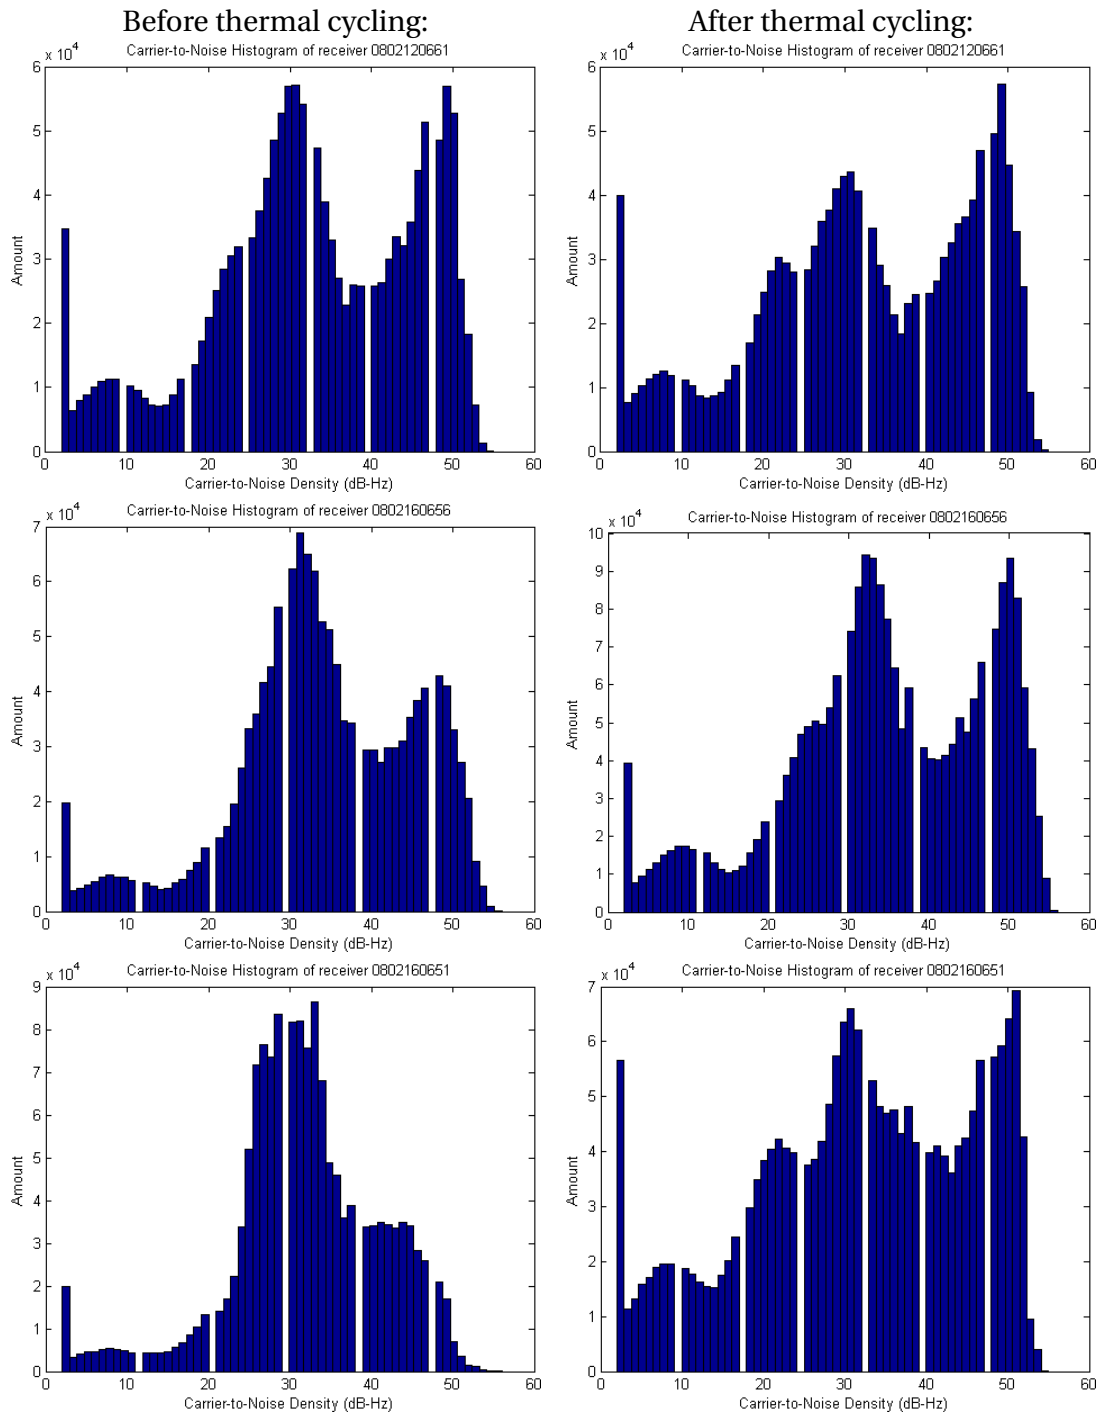 Before thermal cycling:
After thermal cycling:
x 10^4
Carrier-to-Noise Histogram of receiver 0802120661
6
5
4
3
2
1
0
Amount
0 10 20 30 40 50 60
Carrier-to-Noise Density (dB-Hz)
x 10^4
Carrier-to-Noise Histogram of receiver 0802120661
6
5
4
3
2
1
0
Amount
0 10 20 30 40 50 60
Carrier-to-Noise Density (dB-Hz)
x 10^4
Carrier-to-Noise Histogram of receiver 0802160656
7
6
5
4
3
2
1
0
Amount
0 10 20 30 40 50 60
Carrier-to-Noise Density (dB-Hz)
x 10^4
Carrier-to-Noise Histogram of receiver 0802160656
10
9
8
7
6
5
4
3
2
1
0
Amount
0 10 20 30 40 50 60
Carrier-to-Noise Density (dB-Hz)
x 10^4
Carrier-to-Noise Histogram of receiver 0802160651
9
8
7
6
5
4
3
2
1
0
Amount
0 10 20 30 40 50 60
Carrier-to-Noise Density (dB-Hz)
x 10^4
Carrier-to-Noise Histogram of receiver 0802160651
7
6
5
4
3
2
1
0
Amount
0 10 20 30 40 50 60
Carrier-to-Noise Density (dB-Hz)